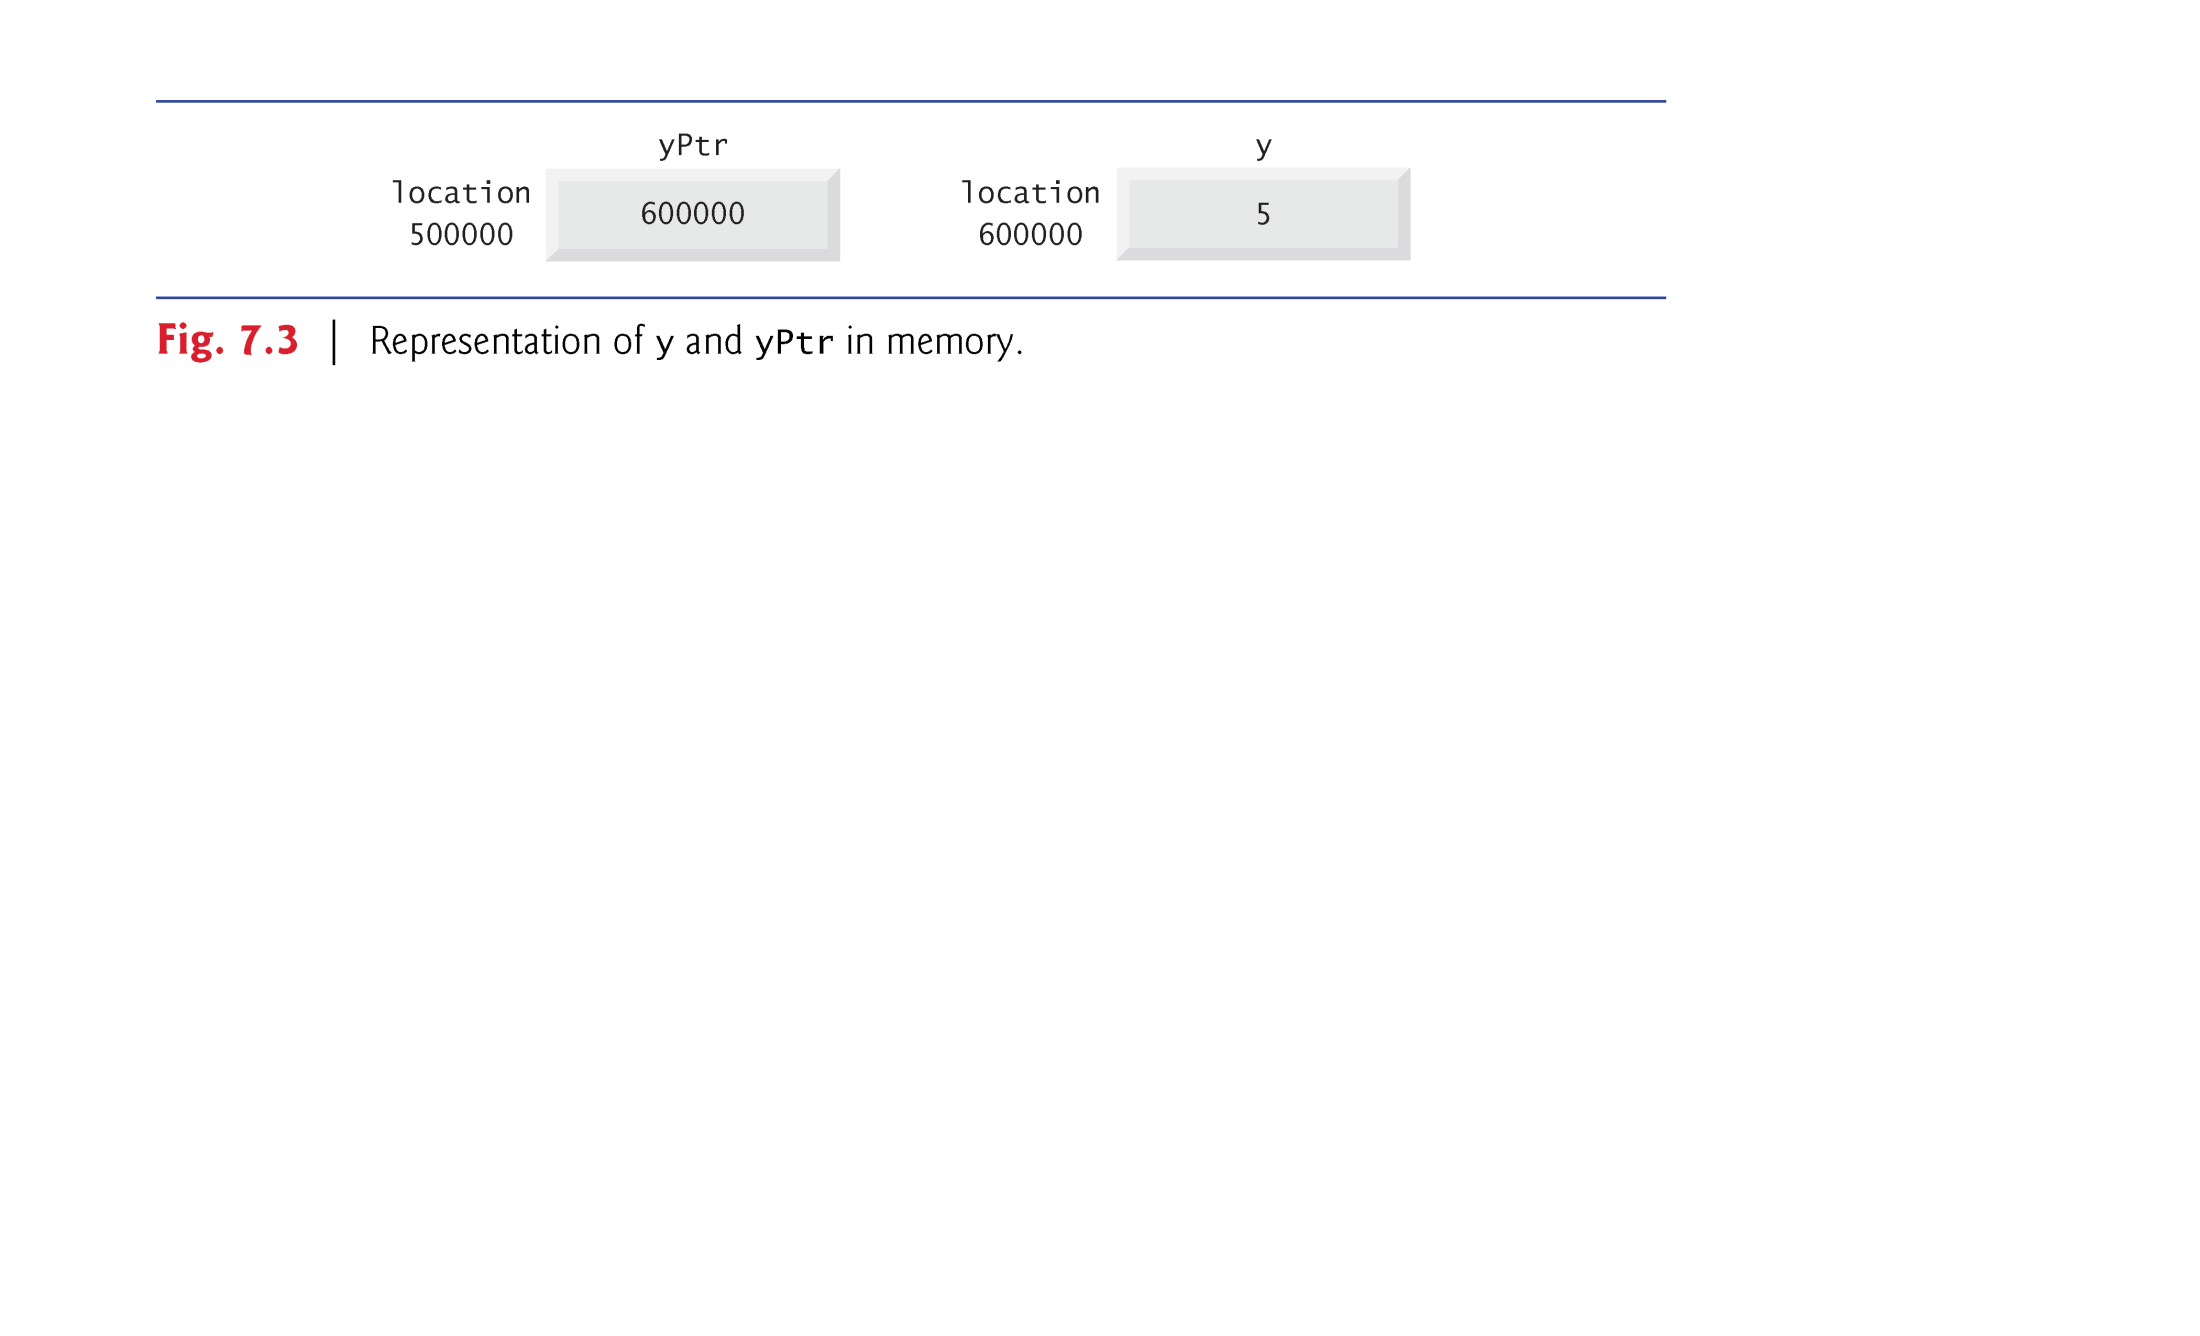 yPtr y
location 600000 location 5
500000 600000
Fig. 7.3 | Representation of y and yPtr in memory.